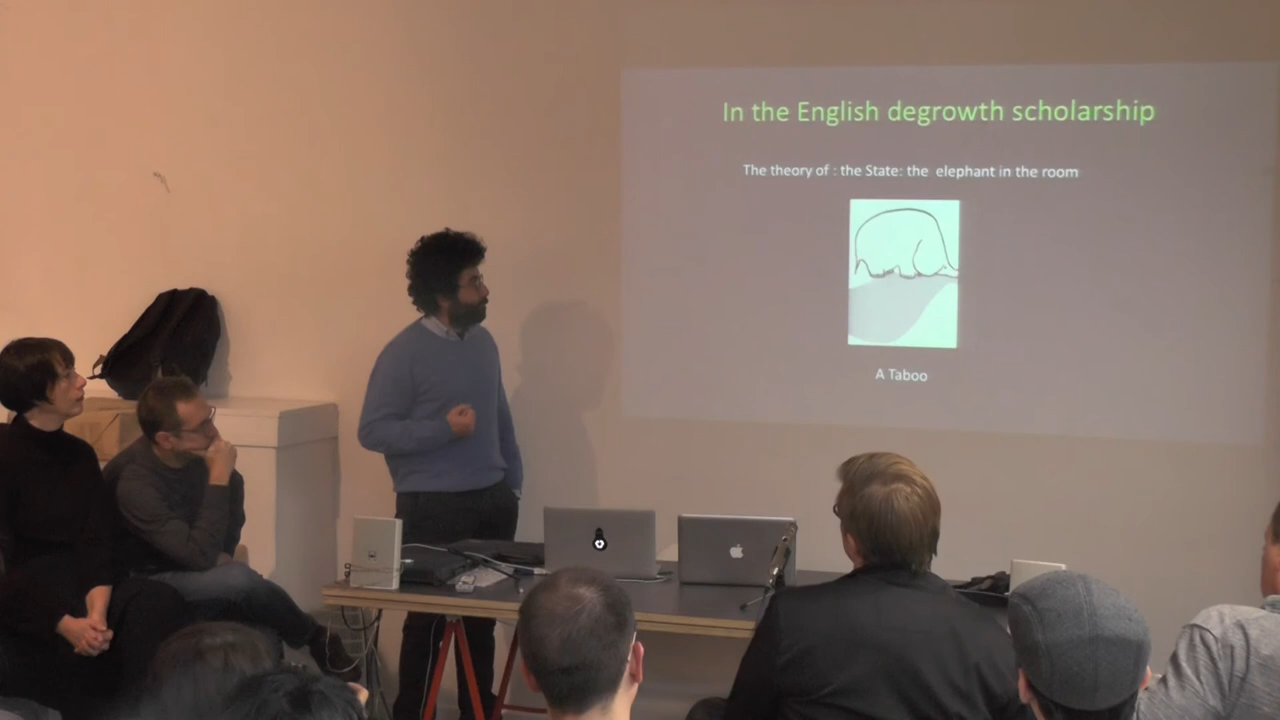 In the English degrowth scholarship
The theory of : the State: the elephant in the room
A Taboo